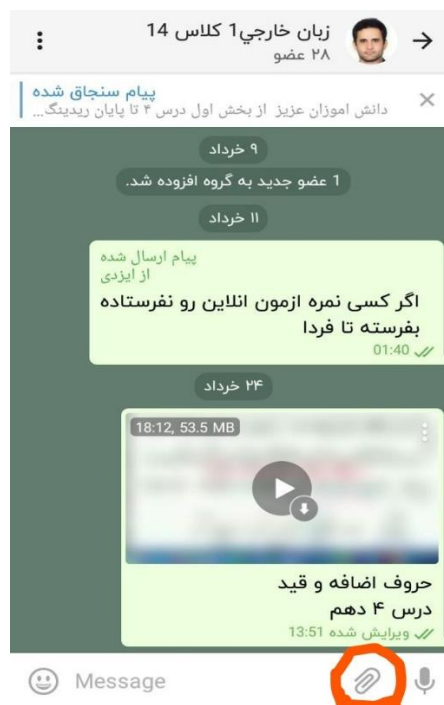 زبان خارجي1 کلاس 14
۲۸ عضو
پیام سنجاق شده
دانش اموزان عزیز از بخش اول درس ۴ تا پایان ریدینگ...
۹ خرداد
1 عضو جدید به گروه افزوده شد.
۱۱ خرداد
پیام ارسال شده
از ایزدی
اگر کسی نمره ازمون انلاین رو نفرستاده
بفرسته تا فردا
01:40
۲۴ خرداد
18:12, 53.5 MB
حروف اضافه و قید
درس ۴ دهم
ویرایش شده 13:51
Message